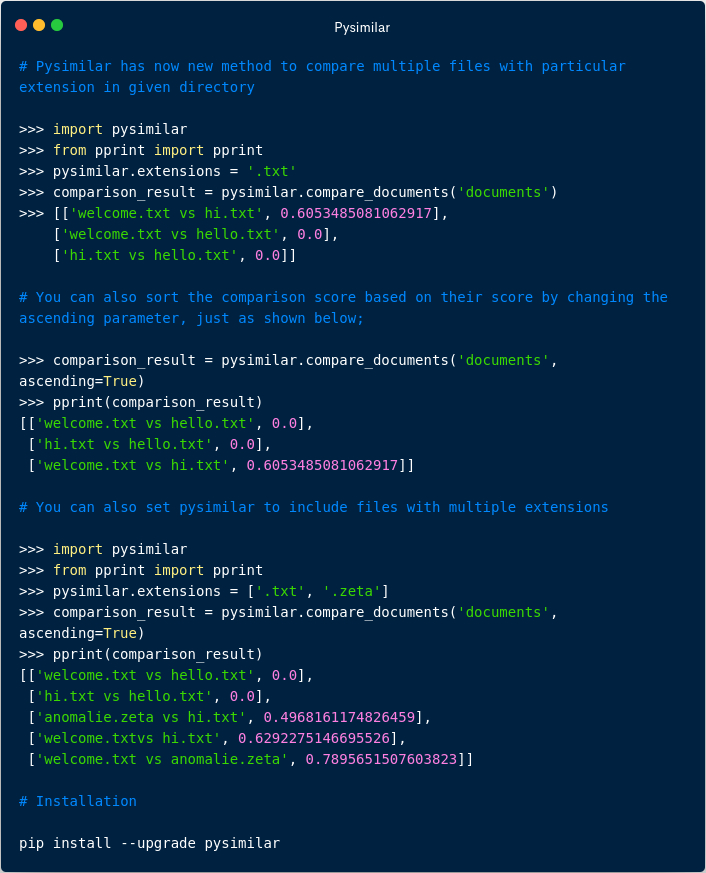 Pysimilar
# Pysimilar has now new method to compare multiple files with particular
extension in given directory
>>> import pysimilar
>>> from pprint import pprint
>>> pysimilar.extensions = '.txt'
>>> comparison_result = pysimilar.compare_documents('documents')
>>> [['welcome.txt vs hi.txt', 0.6053485081062917],
    ['welcome.txt vs hello.txt', 0.0],
    ['hi.txt vs hello.txt', 0.0]]
# You can also sort the comparison score based on their score by changing the
ascending parameter, just as shown below;
>>> comparison_result = pysimilar.compare_documents('documents',
ascending=True)
>>> pprint(comparison_result)
[['welcome.txt vs hello.txt', 0.0],
 ['hi.txt vs hello.txt', 0.0],
 ['welcome.txt vs hi.txt', 0.6053485081062917]]
# You can also set pysimilar to include files with multiple extensions
>>> import pysimilar
>>> from pprint import pprint
>>> pysimilar.extensions = ['.txt', '.zeta']
>>> comparison_result = pysimilar.compare_documents('documents',
ascending=True)
>>> pprint(comparison_result)
[['welcome.txt vs hello.txt', 0.0],
 ['hi.txt vs hello.txt', 0.0],
 ['anomalie.zeta vs hi.txt', 0.4968161174826459],
 ['welcome.txtvs hi.txt', 0.6292275146695526],
 ['welcome.txt vs anomalie.zeta', 0.7895651507603823]]
# Installation
pip install --upgrade pysimilar